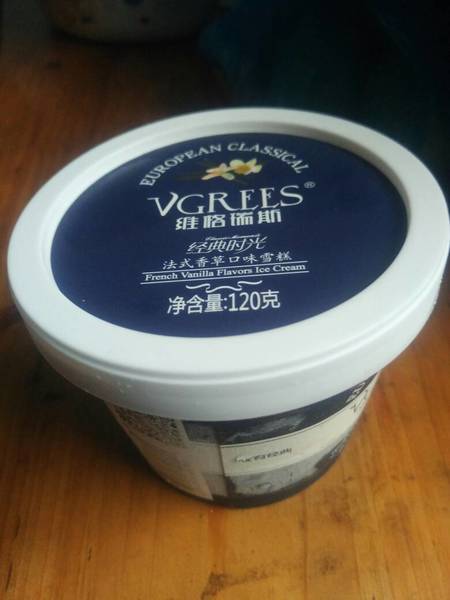 EUROPEAN CLASSICAL
VGREES®
维格瑞斯
经典时光
法式香草口味雪糕
French Vanilla Flavors Ice Cream
净含量:120克